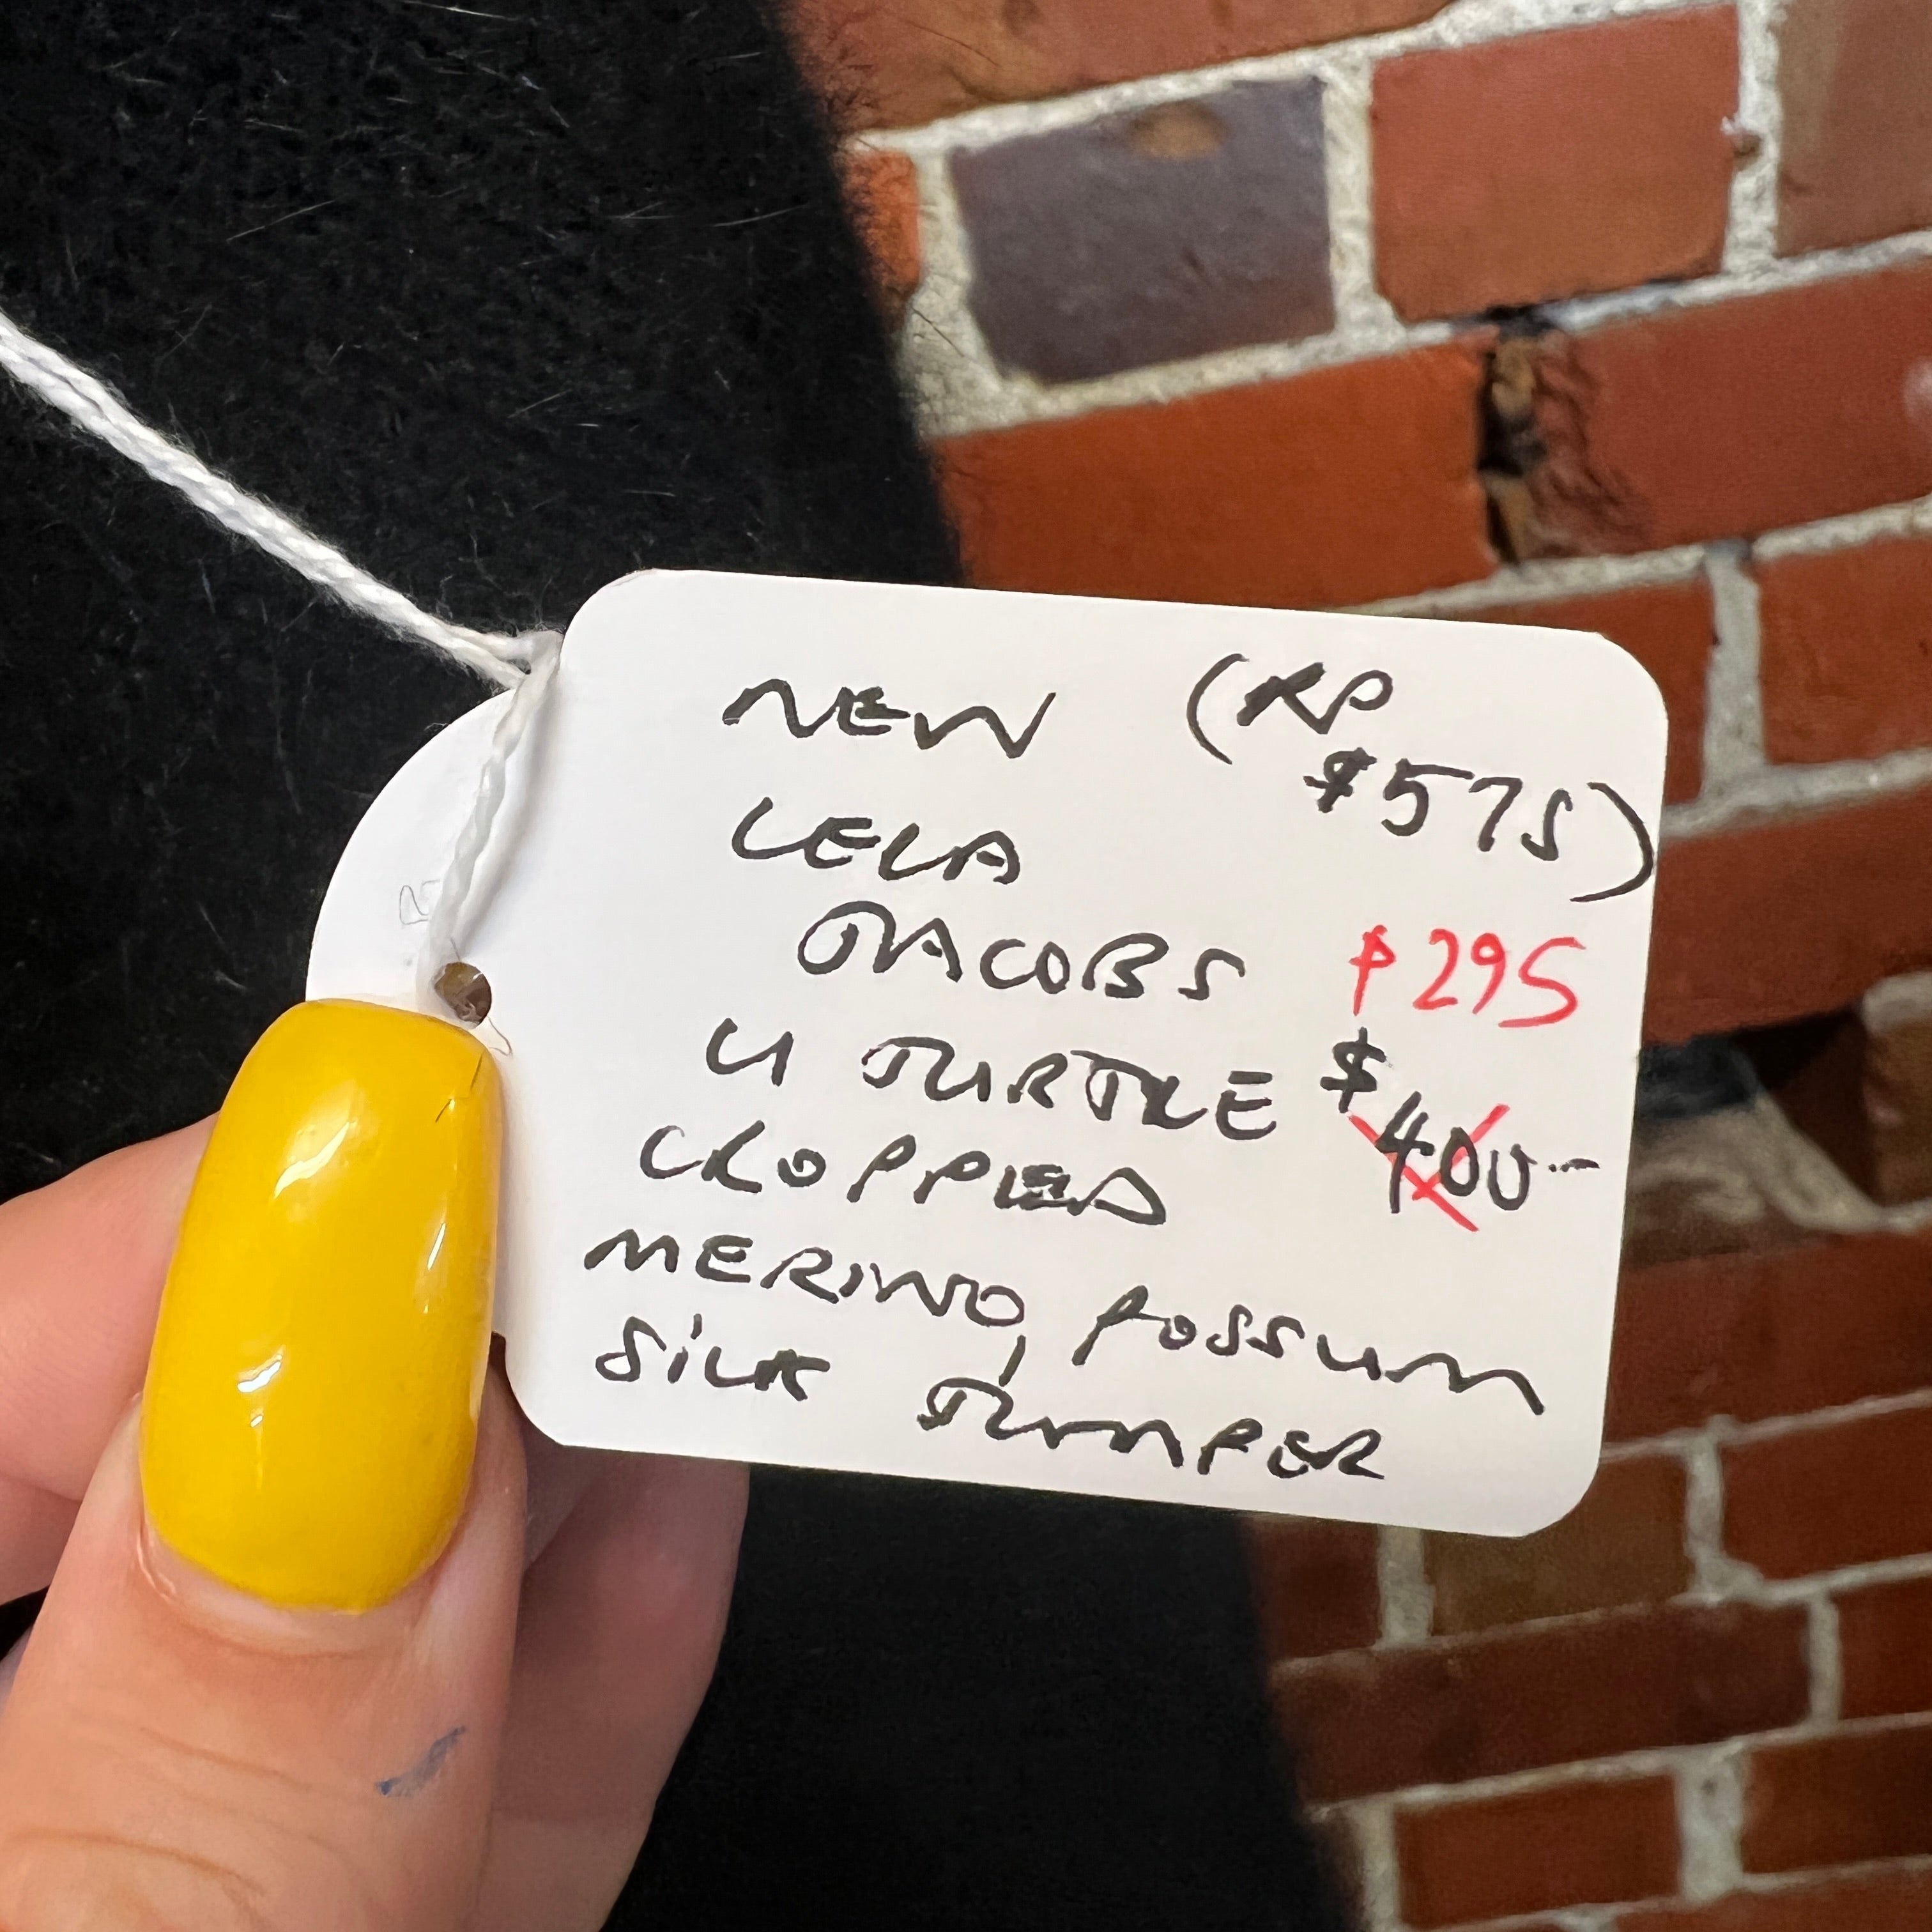 NEW (RP
$575)
LELA
JACOBS $295
U TURTLE $400-
CROPPED
MERINO, POSSUM
SILK JUMPER